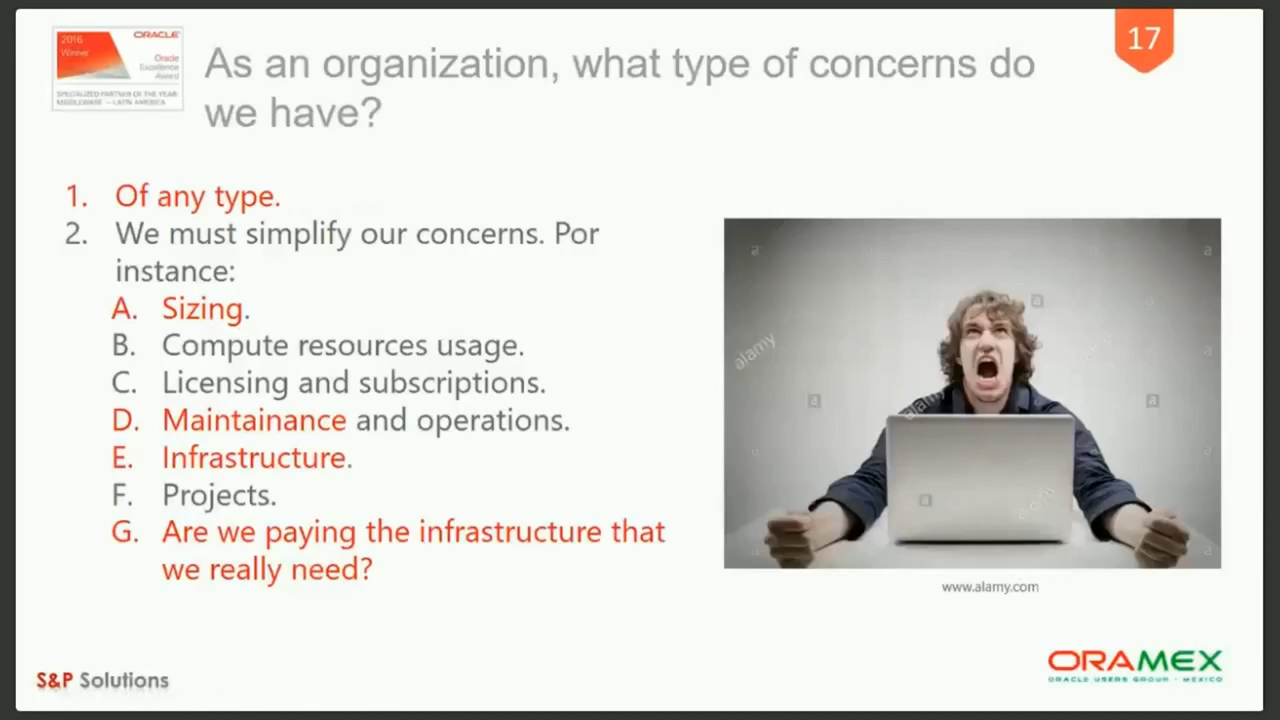 2016
Winner
ORACLE
Oracle
Excellence
Award
SPECIALIZED PARTNER OF THE YEAR
MIDDLEWARE — LATIN AMERICA
As an organization, what type of concerns do
we have?
17
1. Of any type.
2. We must simplify our concerns. Por
instance:
A. Sizing.
B. Compute resources usage.
C. Licensing and subscriptions.
D. Maintainance and operations.
E. Infrastructure.
F. Projects.
G. Are we paying the infrastructure that
we really need?
alamy
alamy
www.alamy.com
S&P Solutions
ORAMEX
ORACLE USERS GROUP - MEXICO